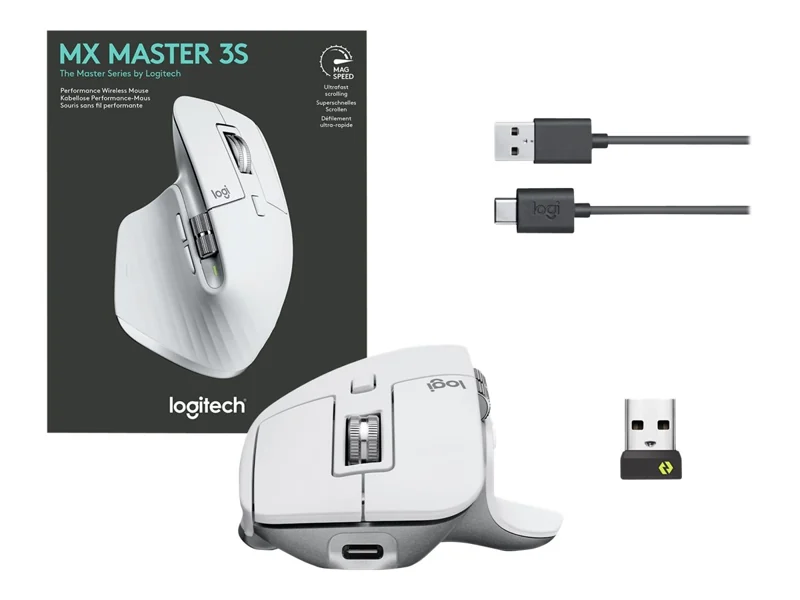 MX MASTER 3S
The Master Series by Logitech
Performance Wireless Mouse
Kabellose Performance-Maus
Souris sans fil performante
MAG
SPEED
Ultrafast
scrolling
Superschnelles
Scrollen
Défilement
ultra-rapide
logi
logitech
logi
logi